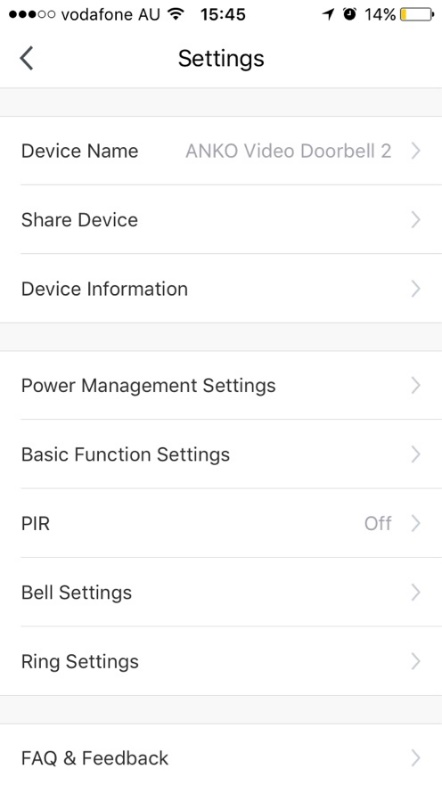 vodafone AU 15:45 14%
Settings
Device Name ANKO Video Doorbell 2
Share Device
Device Information
Power Management Settings
Basic Function Settings
PIR Off
Bell Settings
Ring Settings
FAQ & Feedback